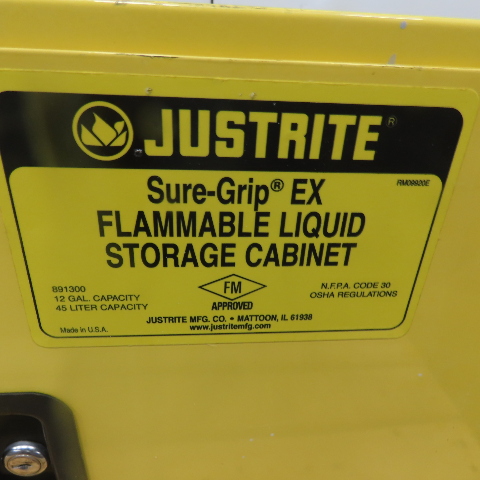 JUSTRITE®
RM09920E
Sure-Grip® EX
FLAMMABLE LIQUID
STORAGE CABINET
891300
12 GAL. CAPACITY
45 LITER CAPACITY
FM
APPROVED
N.F.P.A. CODE 30
OSHA REGULATIONS
JUSTRITE MFG. CO. • MATTOON, IL 61938
www.justritemfg.com
Made in U.S.A.